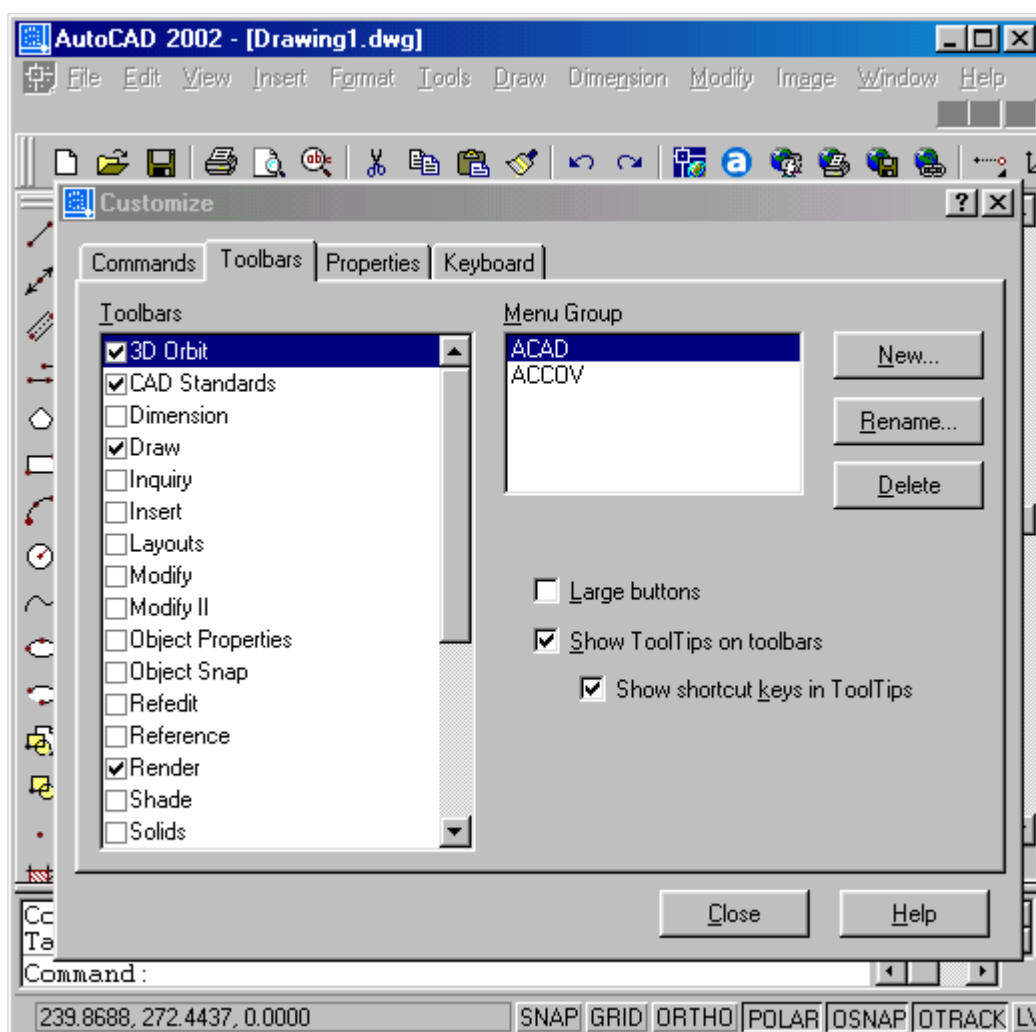 AutoCAD 2002 - [Drawing1.dwg]
File Edit View Insert Format Tools Draw Dimension Modify Image Window Help
Customize
Commands Toolbars Properties Keyboard
Toolbars
3D Orbit
CAD Standards
Dimension
Draw
Inquiry
Insert
Layouts
Modify
Modify II
Object Properties
Object Snap
Refedit
Reference
Render
Shade
Solids
Menu Group
ACAD
ACCOV
New...
Rename...
Delete
Large buttons
Show ToolTips on toolbars
Show shortcut keys in ToolTips
Close Help
Command:
239.8688, 272.4437, 0.0000 SNAP GRID ORTHO POLAR OSNAP OTRACK